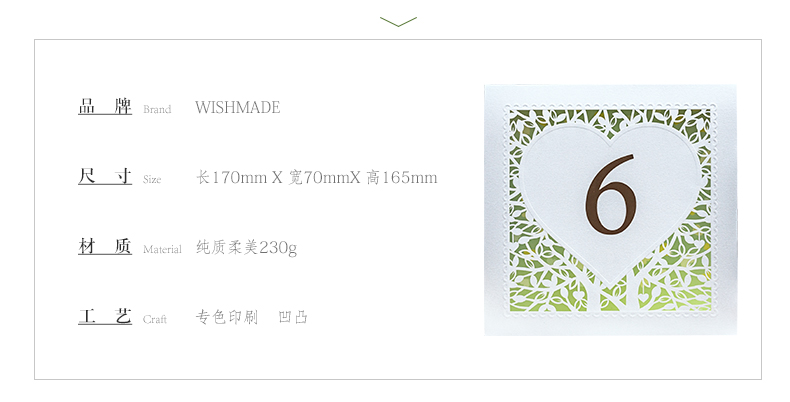 品 牌 Brand WISHMADE
尺 寸 Size 长170mm X 宽70mmX 高165mm
材 质 Material 纯质柔美230g
工 艺 Craft 专色印刷 凹凸
6